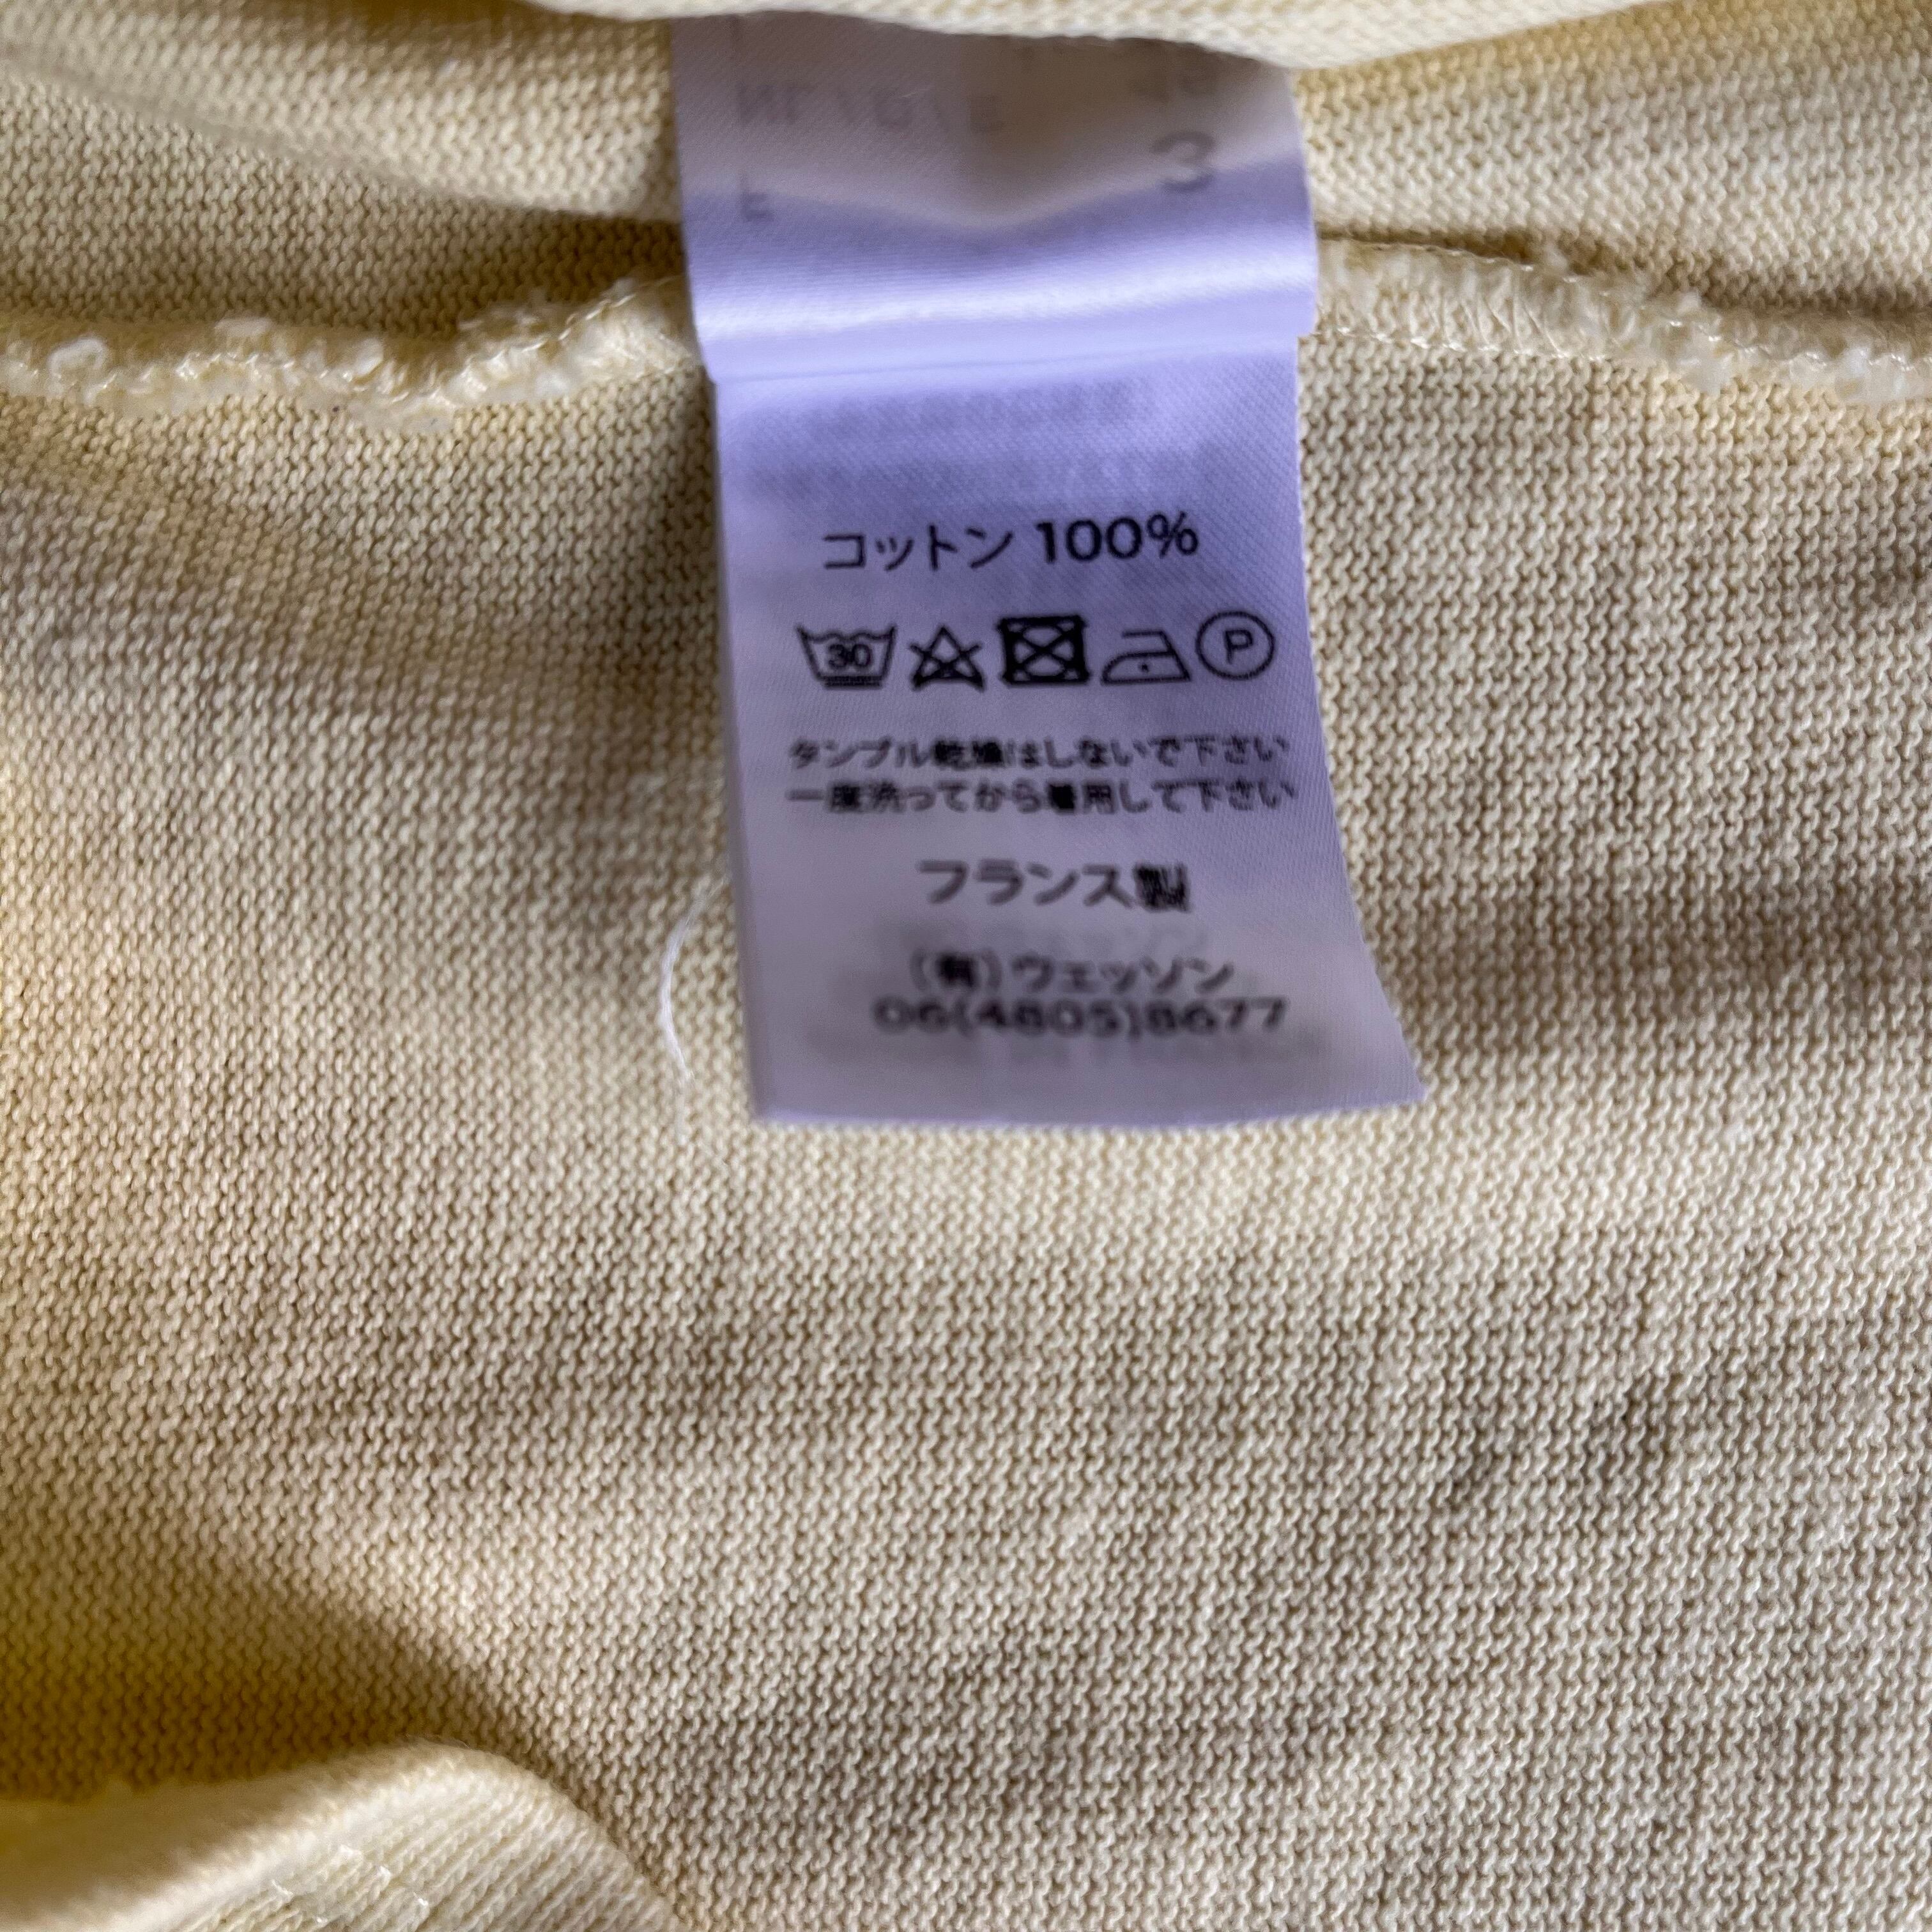 3
コットン 100%
30 P
タンブル乾燥はしないで下さい
一度洗ってから着用して下さい
フランス製
(有)ウェッソン
06(4805)8677